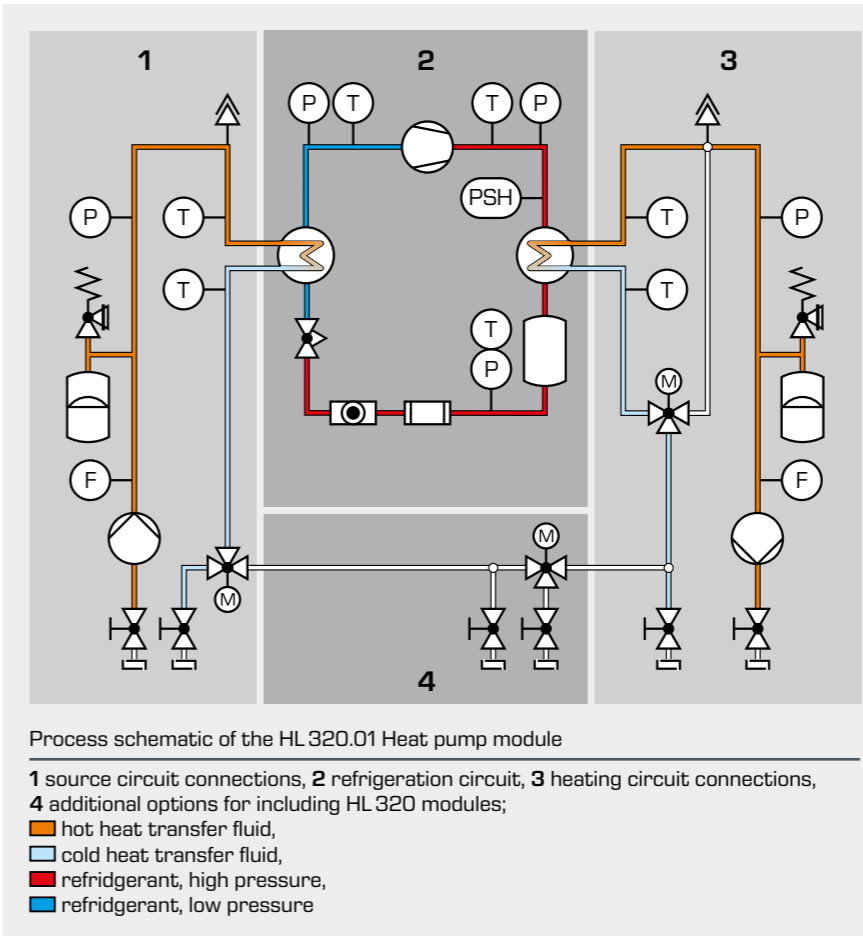 1 2 3
P T T P
PSH
P T T P
T T
T
P
M
F F
M
M
4
Process schematic of the HL 320.01 Heat pump module
1 source circuit connections, 2 refrigeration circuit, 3 heating circuit connections,
4 additional options for including HL 320 modules;
hot heat transfer fluid,
cold heat transfer fluid,
refridgerant, high pressure,
refridgerant, low pressure